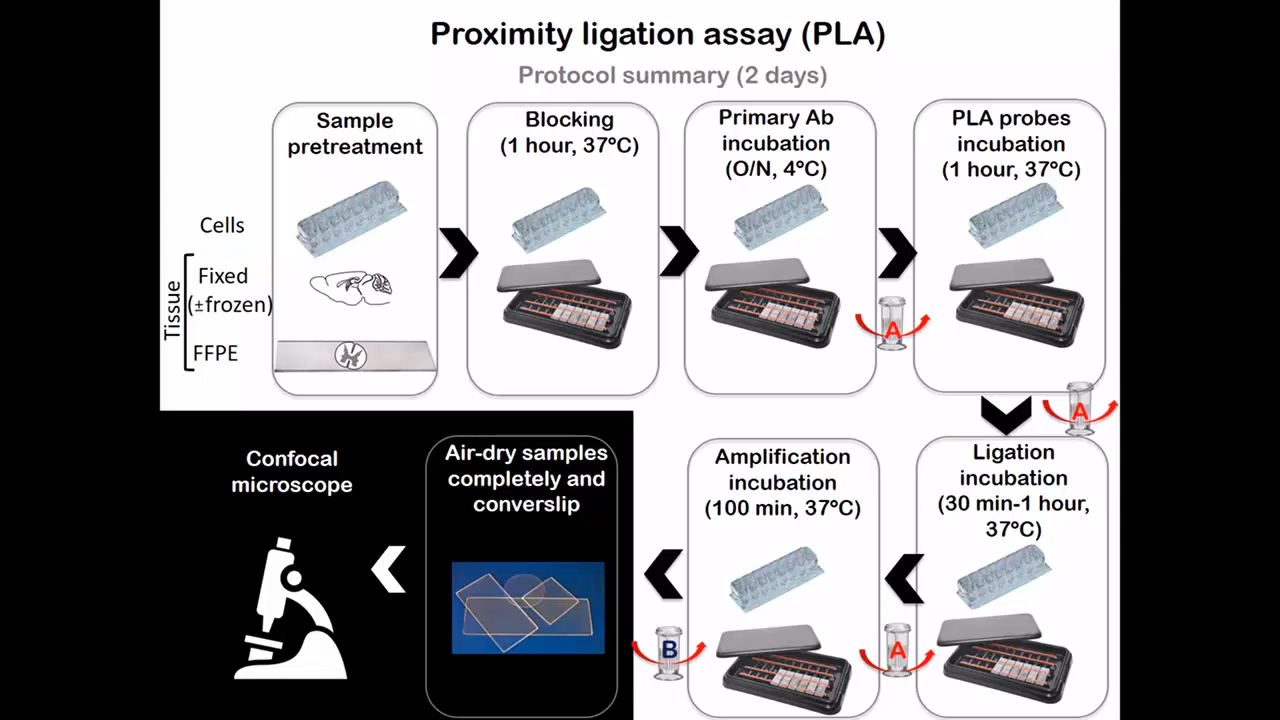 Proximity ligation assay (PLA)
Protocol summary (2 days)
Sample
pretreatment
Cells
Tissue
Fixed
(±frozen)
FFPE
Blocking
(1 hour, 37ºC)
Primary Ab
incubation
(O/N, 4ºC)
A
PLA probes
incubation
(1 hour, 37ºC)
A
Ligation
incubation
(30 min-1 hour,
37ºC)
A
Amplification
incubation
(100 min, 37ºC)
B
Air-dry samples
completely and
converslip
Confocal
microscope